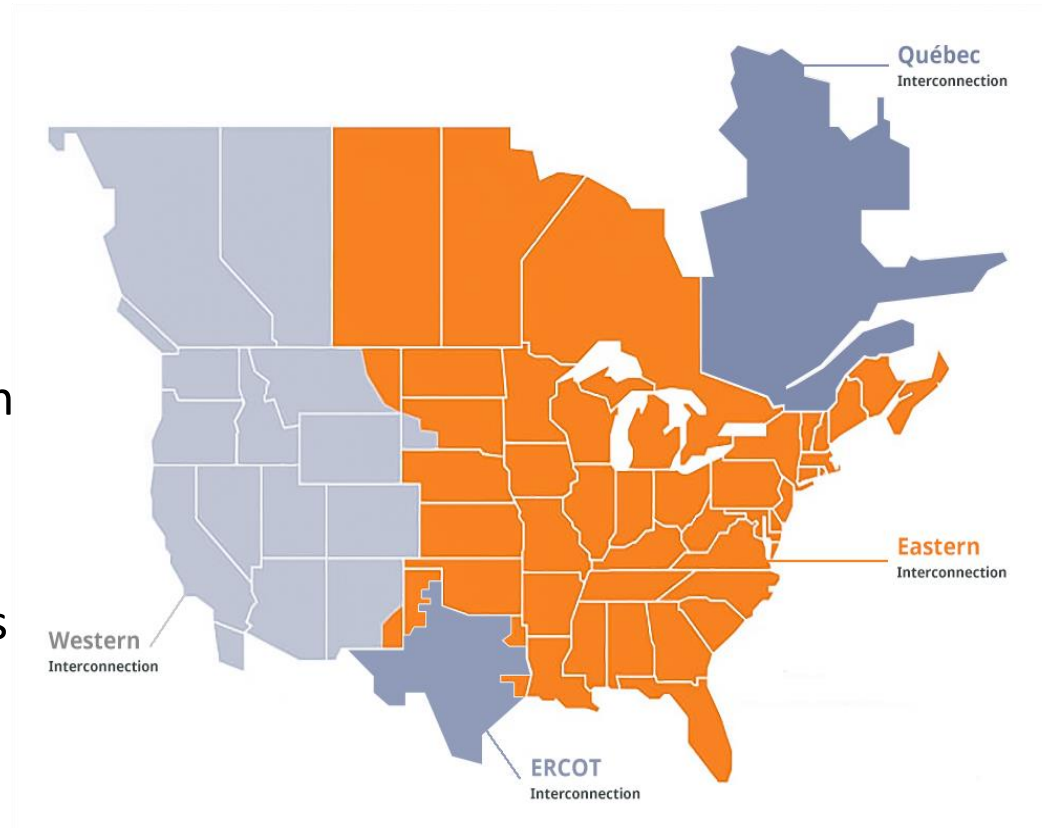 Québec
Interconnection
n
Eastern
Interconnection
s
Western
Interconnection
ERCOT
Interconnection